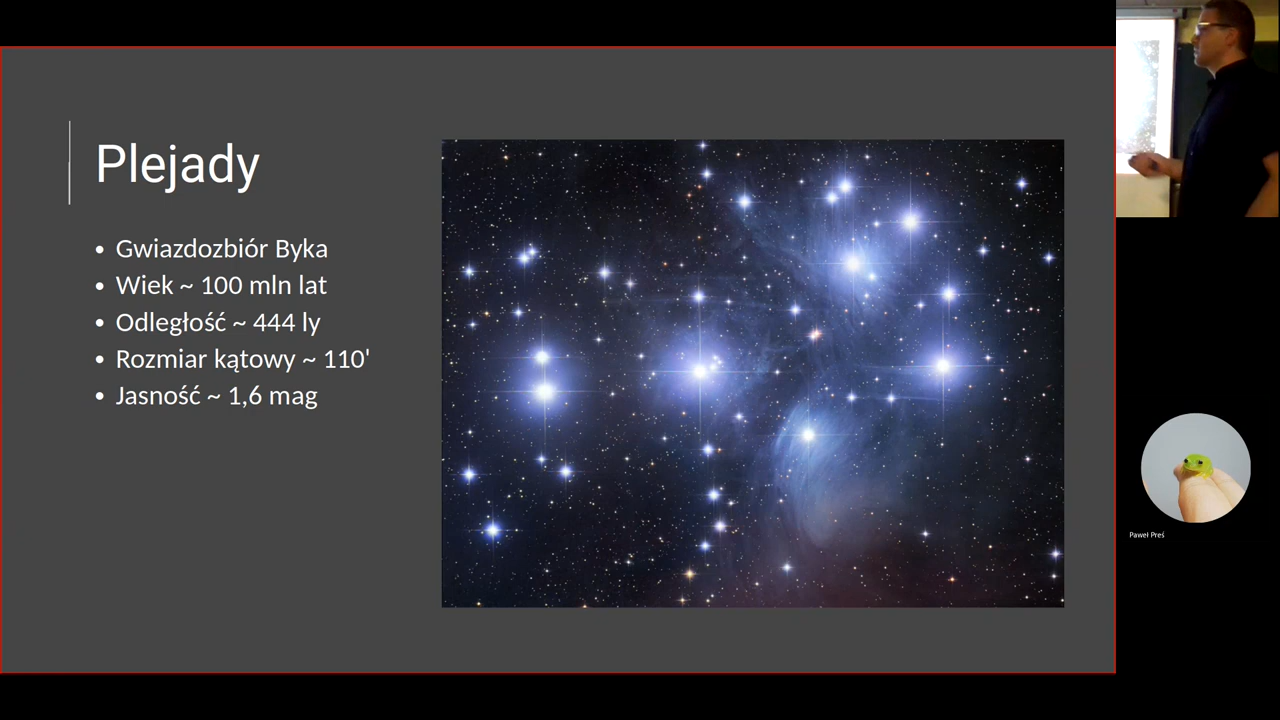 Plejady
• Gwiazdozbiór Byka
• Wiek ~ 100 mln lat
• Odległość ~ 444 ly
• Rozmiar kątowy ~ 110'
• Jasność ~ 1,6 mag
Paweł Preś